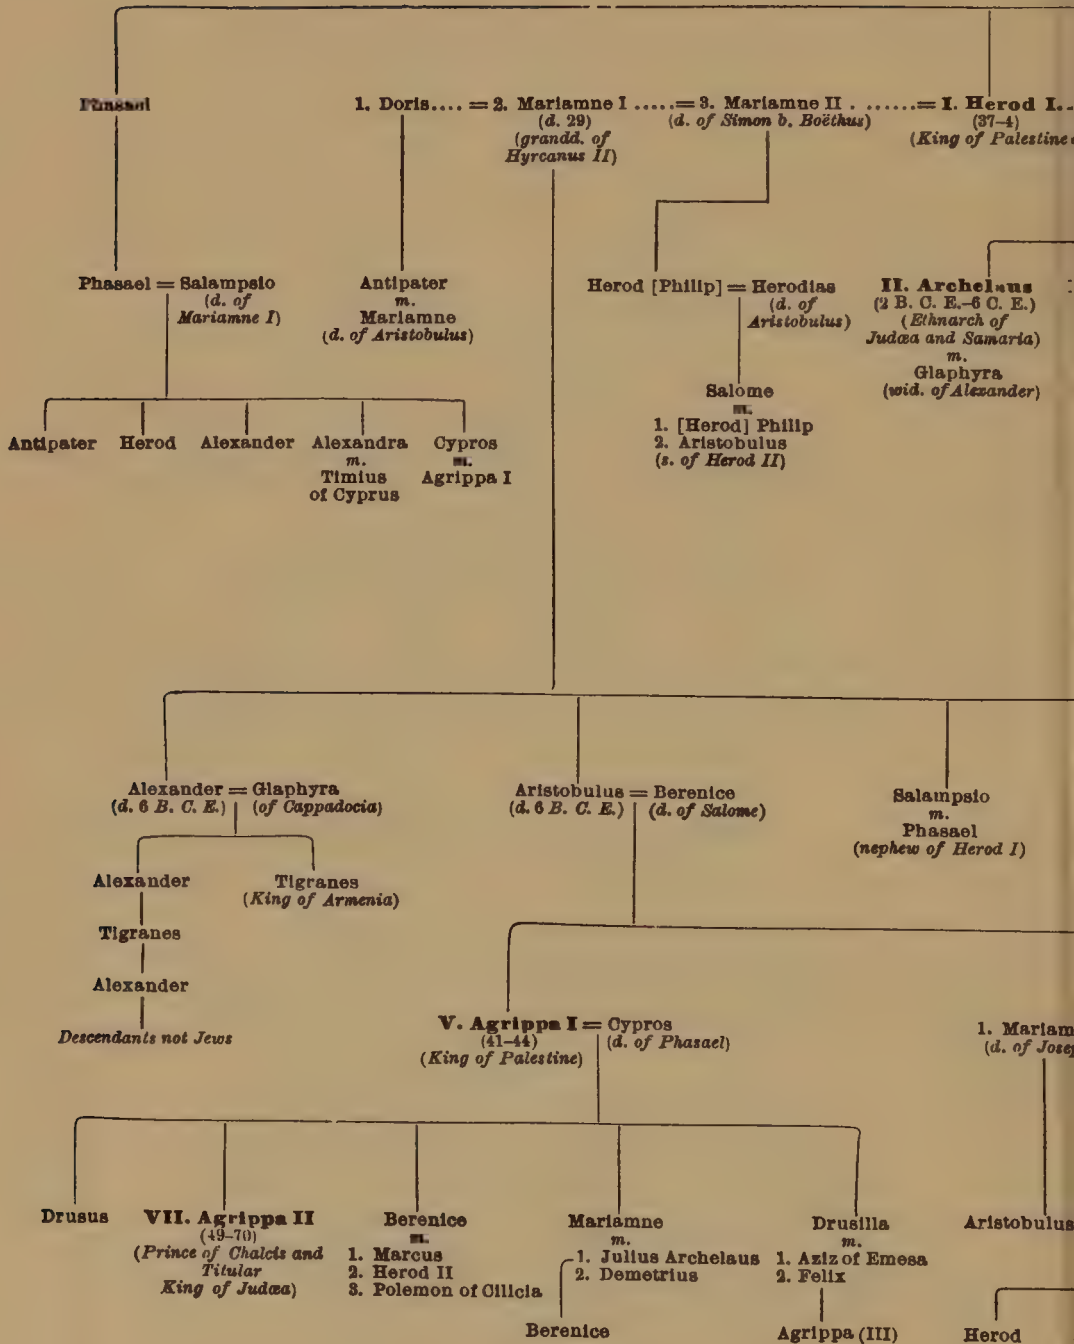 Phasael
1. Doris.... = 2. Mariamne I .....= 3. Mariamne II . ......= I. Herod I..
(d. 29) (d. of Simon b. Boëthus) (37-4)
(grandd. of (King of Palestine
Hyrcanus II)
Phasael = Salampsio Antipater Herod [Philip] = Herodias II. Archelaus
(d. of m. (d. of (2 B. C. E.-6 C. E.)
Mariamne I) Mariamne Aristobulus) (Ethnarch of
(d. of Aristobulus) Judæa and Samaria)
m.
Salome Glaphyra
m. (wid. of Alexander)
1. [Herod] Philip
2. Aristobulus
(s. of Herod II)
Antipater Herod Alexander Alexandra Cypros
m. m.
Timius Agrippa I
of Cyprus
Alexander = Glaphyra Aristobulus = Berenice Salampsio
(d. 6 B. C. E.) (of Cappadocia) (d. 6 B. C. E.) (d. of Salome) m.
Phasael
(nephew of Herod I)
Alexander Tigranes
(King of Armenia)
Tigranes
Alexander
Descendants not Jews
V. Agrippa I = Cypros 1. Mariam
(41-44) (d. of Phasael) (d. of Josep
(King of Palestine)
Drusus VII. Agrippa II Berenice Mariamne Drusilla Aristobulus
(49-70) m. m. m.
(Prince of Chalcis and 1. Marcus 1. Julius Archelaus 1. Aziz of Emesa
Titular 2. Herod II 2. Demetrius 2. Felix
King of Judæa) 3. Polemon of Cilicia
Berenice Agrippa (III) Herod